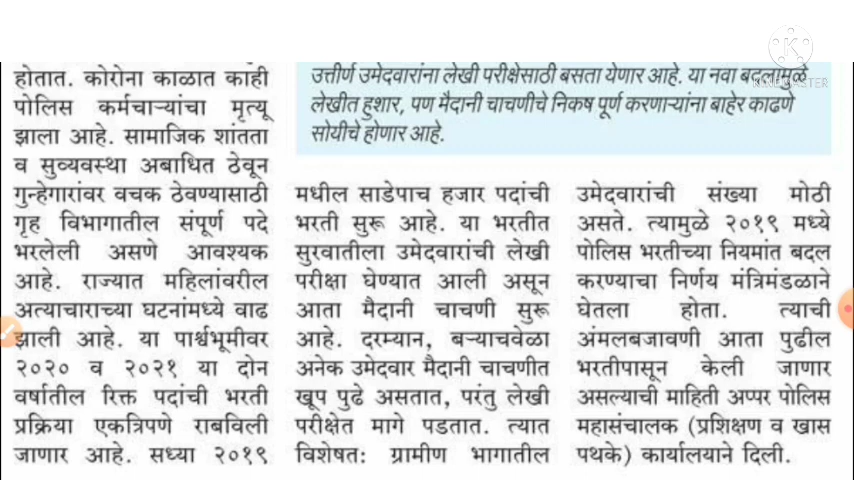 होतात. कोरोना काळात काही
पोलिस कर्मचाऱ्यांचा मृत्यू
झाला आहे. सामाजिक शांतता
व सुव्यवस्था अबाधित ठेवून
गुन्हेगारांवर वचक ठेवण्यासाठी
गृह विभागातील संपूर्ण पदे
भरलेली असणे आवश्यक
आहे. राज्यात महिलांवरील
अत्याचाराच्या घटनांमध्ये वाढ
झाली आहे. या पार्श्वभूमीवर
२०२० व २०२१ या दोन
वर्षातील रिक्त पदांची भरती
प्रक्रिया एकत्रिपणे राबविली
जाणार आहे. सध्या २०१९
उत्तीर्ण उमेदवारांना लेखी परीक्षेसाठी बसता येणार आहे. या नवा बदलामुळे
लेखीत हुशार, पण मैदानी चाचणीचे निकष पूर्ण करणाऱ्यांना बाहेर काढणे
सोयीचे होणार आहे.
मधील साडेपाच हजार पदांची
भरती सुरू आहे. या भरतीत
सुरवातीला उमेदवारांची लेखी
परीक्षा घेण्यात आली असून
आता मैदानी चाचणी सुरू
आहे. दरम्यान, बऱ्याचवेळा
अनेक उमेदवार मैदानी चाचणीत
खूप पुढे असतात, परंतु लेखी
परीक्षेत मागे पडतात. त्यात
विशेषत: ग्रामीण भागातील
उमेदवारांची संख्या मोठी
असते. त्यामुळे २०१९ मध्ये
पोलिस भरतीच्या नियमांत बदल
करण्याचा निर्णय मंत्रिमंडळाने
घेतला होता. त्याची
अंमलबजावणी आता पुढील
भरतीपासून केली जाणार
असल्याची माहिती अप्पर पोलिस
महासंचालक (प्रशिक्षण व खास
पथके) कार्यालयाने दिली.
KINEMASTER